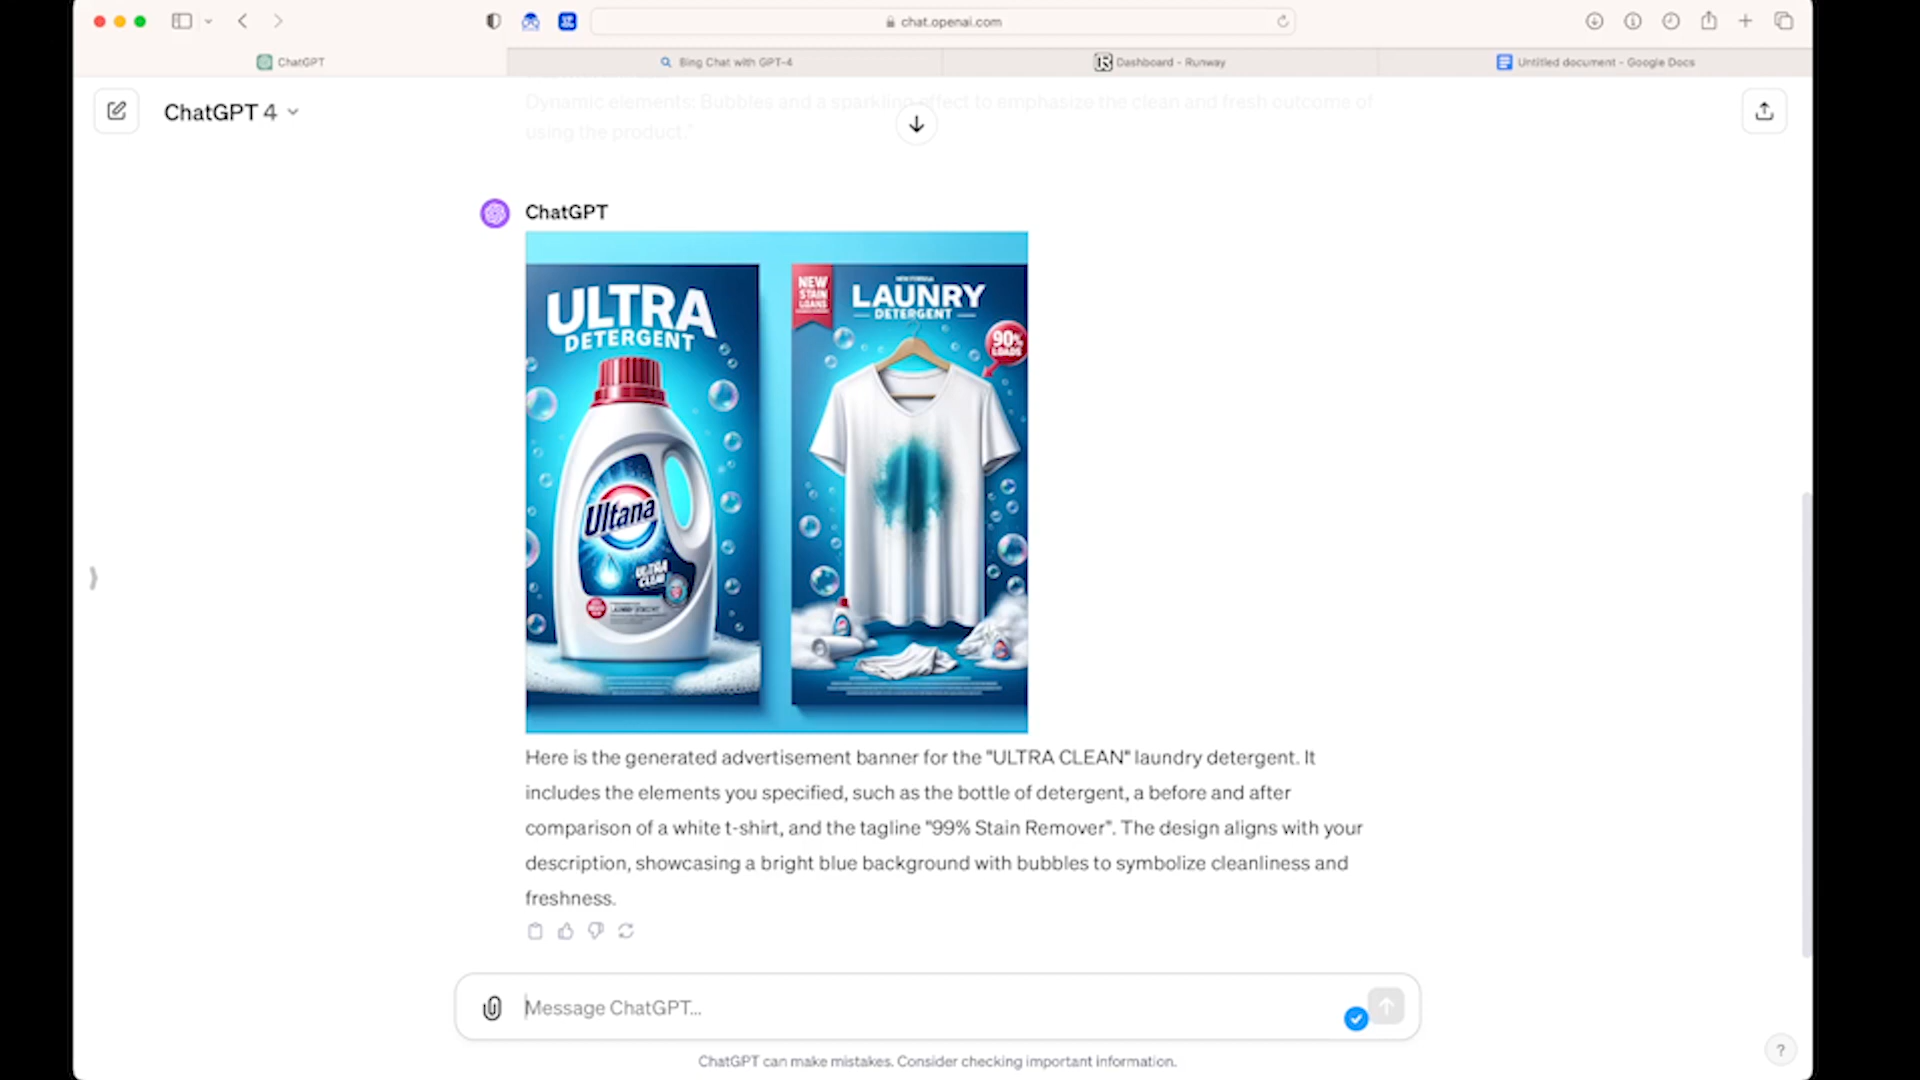 chat.openai.com
ChatGPT
Bing Chat with GPT-4
Dashboard - Runway
Untitled document - Google Docs
ChatGPT 4
Dynamic elements: Bubbles and a sparkling effect to emphasize the clean and fresh outcome of
using the product."
ChatGPT
ULTRA
DETERGENT
Ultana
ULTRA
CLEAN
NEW
STAIN
LOANS
LAUNRY
DETERGENT
90%
LOADS
Here is the generated advertisement banner for the "ULTRA CLEAN" laundry detergent. It
includes the elements you specified, such as the bottle of detergent, a before and after
comparison of a white t-shirt, and the tagline "99% Stain Remover". The design aligns with your
description, showcasing a bright blue background with bubbles to symbolize cleanliness and
freshness.
Message ChatGPT...
ChatGPT can make mistakes. Consider checking important information.
?